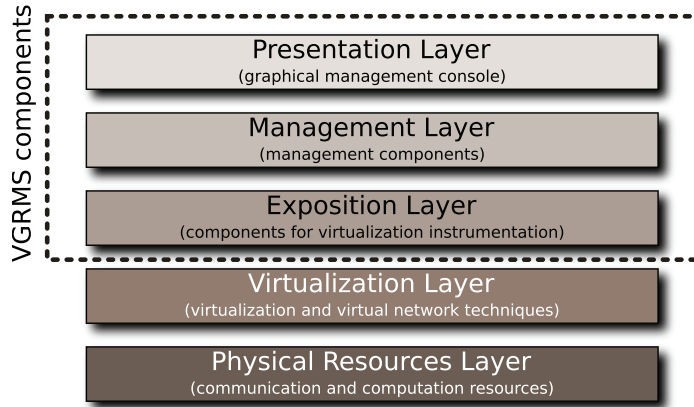 VGRMS components
Presentation Layer
(graphical management console)
Management Layer
(management components)
Exposition Layer
(components for virtualization instrumentation)
Virtualization Layer
(virtualization and virtual network techniques)
Physical Resources Layer
(communication and computation resources)